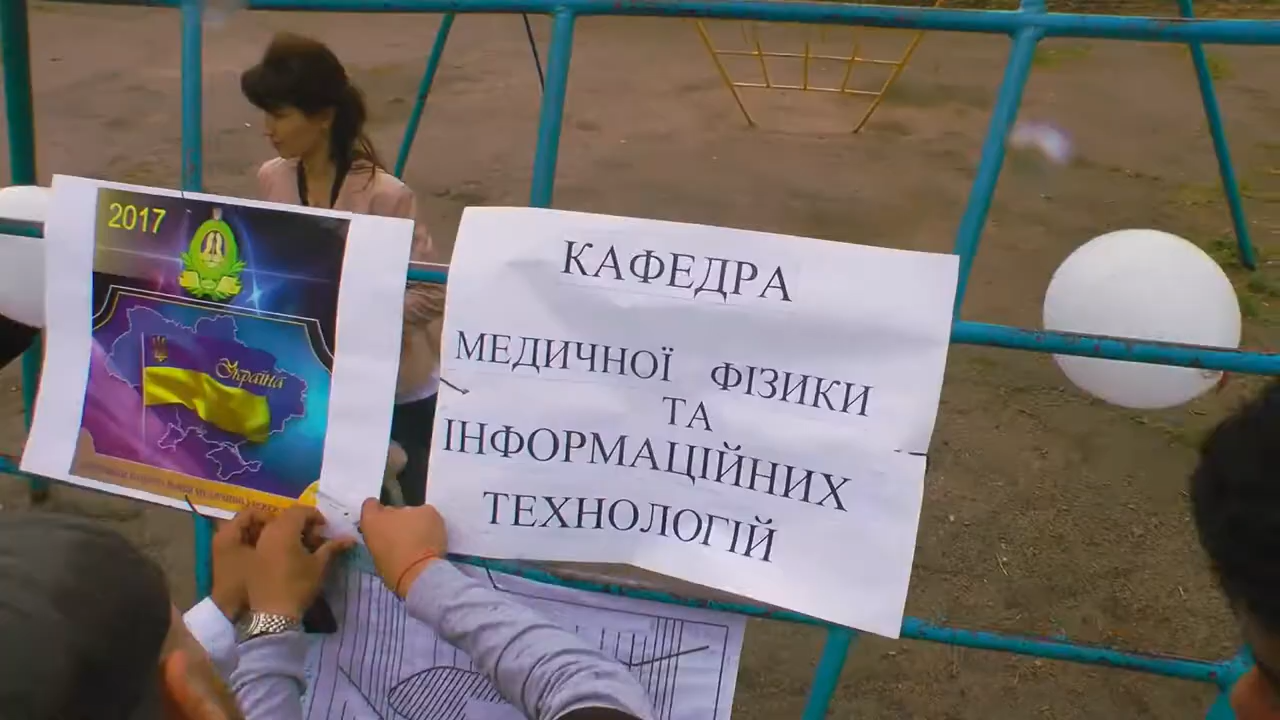 2017
Україна
КАФЕДРА
МЕДИЧНОЇ ФІЗИКИ
ТА
ІНФОРМАЦІЙНИХ
ТЕХНОЛОГІЙ